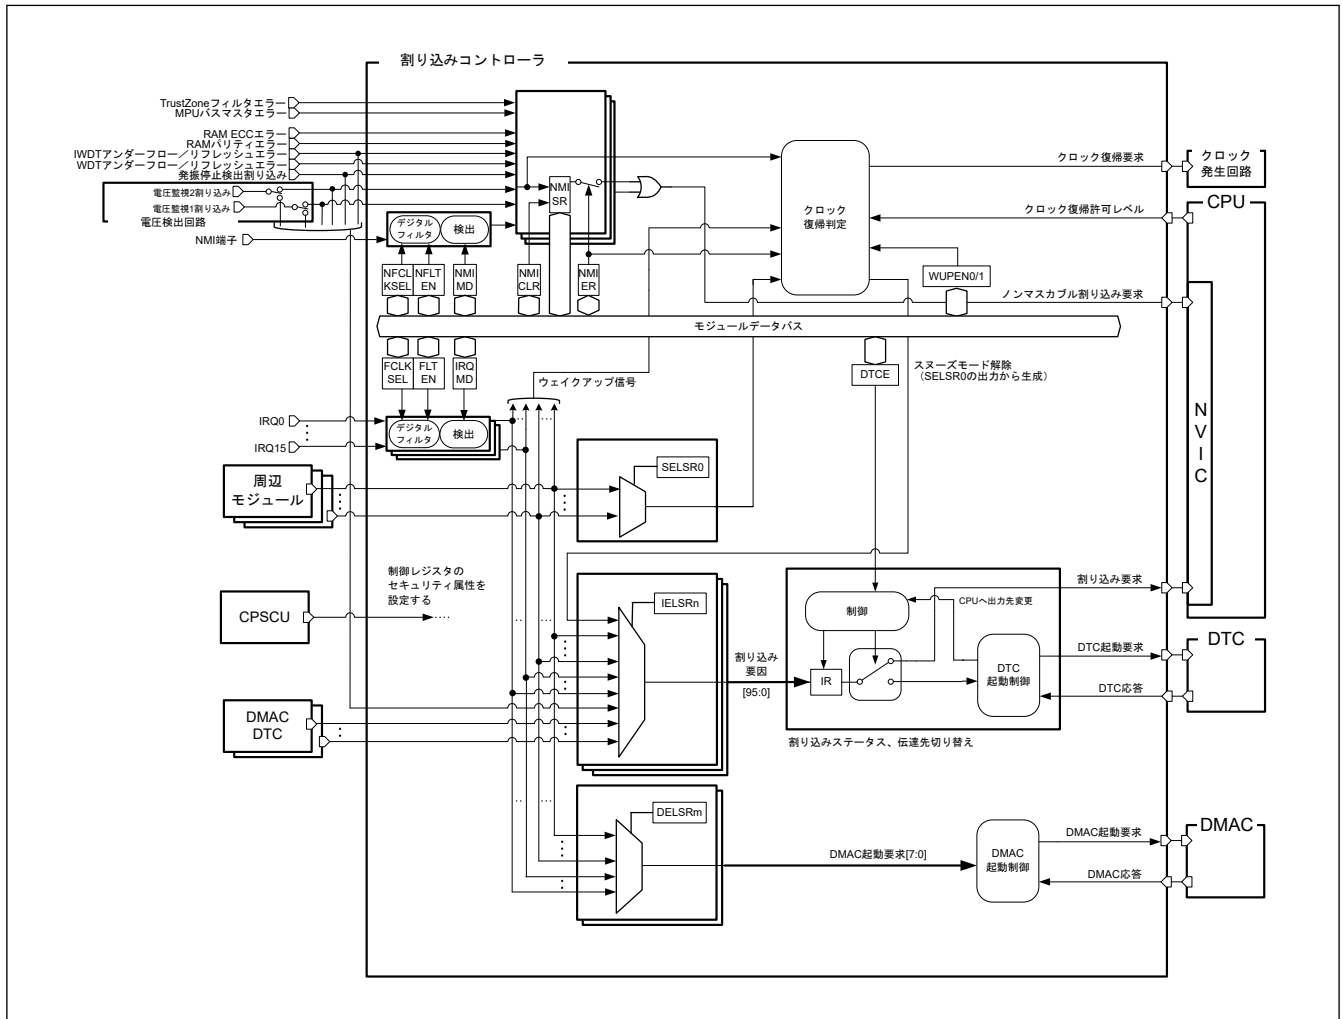 割り込みコントローラ
TrustZoneフィルタエラー
MPUバスマスタエラー
RAM ECCエラー
RAMパリティエラー
IWDTアンダーフロー／リフレッシュエラー
WDTアンダーフロー／リフレッシュエラー
発振停止検出割り込み
電圧監視2割り込み
電圧監視1割り込み
電圧検出回路
NMI端子
デジタル
フィルタ
検出
NMI
SR
クロック
復帰判定
クロック復帰要求
クロック
発生回路
クロック復帰許可レベル
CPU
NFCL
KSEL
NFLT
EN
NMI
MD
NMI
CLR
NMI
ER
WUPEN0/1
ノンマスカブル割り込み要求
モジュールデータバス
FCLK
SEL
FLT
EN
IRQ
MD
ウェイクアップ信号
DTCE
スヌーズモード解除
（SELSR0の出力から生成）
N
V
I
C
IRQ0
IRQ15
デジタル
フィルタ
検出
周辺
モジュール
SELSR0
制御レジスタの
セキュリティ属性を
設定する
CPSCU
IELSRn
制御
CPUへ出力先変更
割り込み要求
割り込み
要因
[95:0]
IR
DTC
起動制御
DTC起動要求
DTC応答
DTC
DMAC
DTC
割り込みステータス、伝達先切り替え
DELSRm
DMAC起動要求[7:0]
DMAC
起動制御
DMAC起動要求
DMAC応答
DMAC